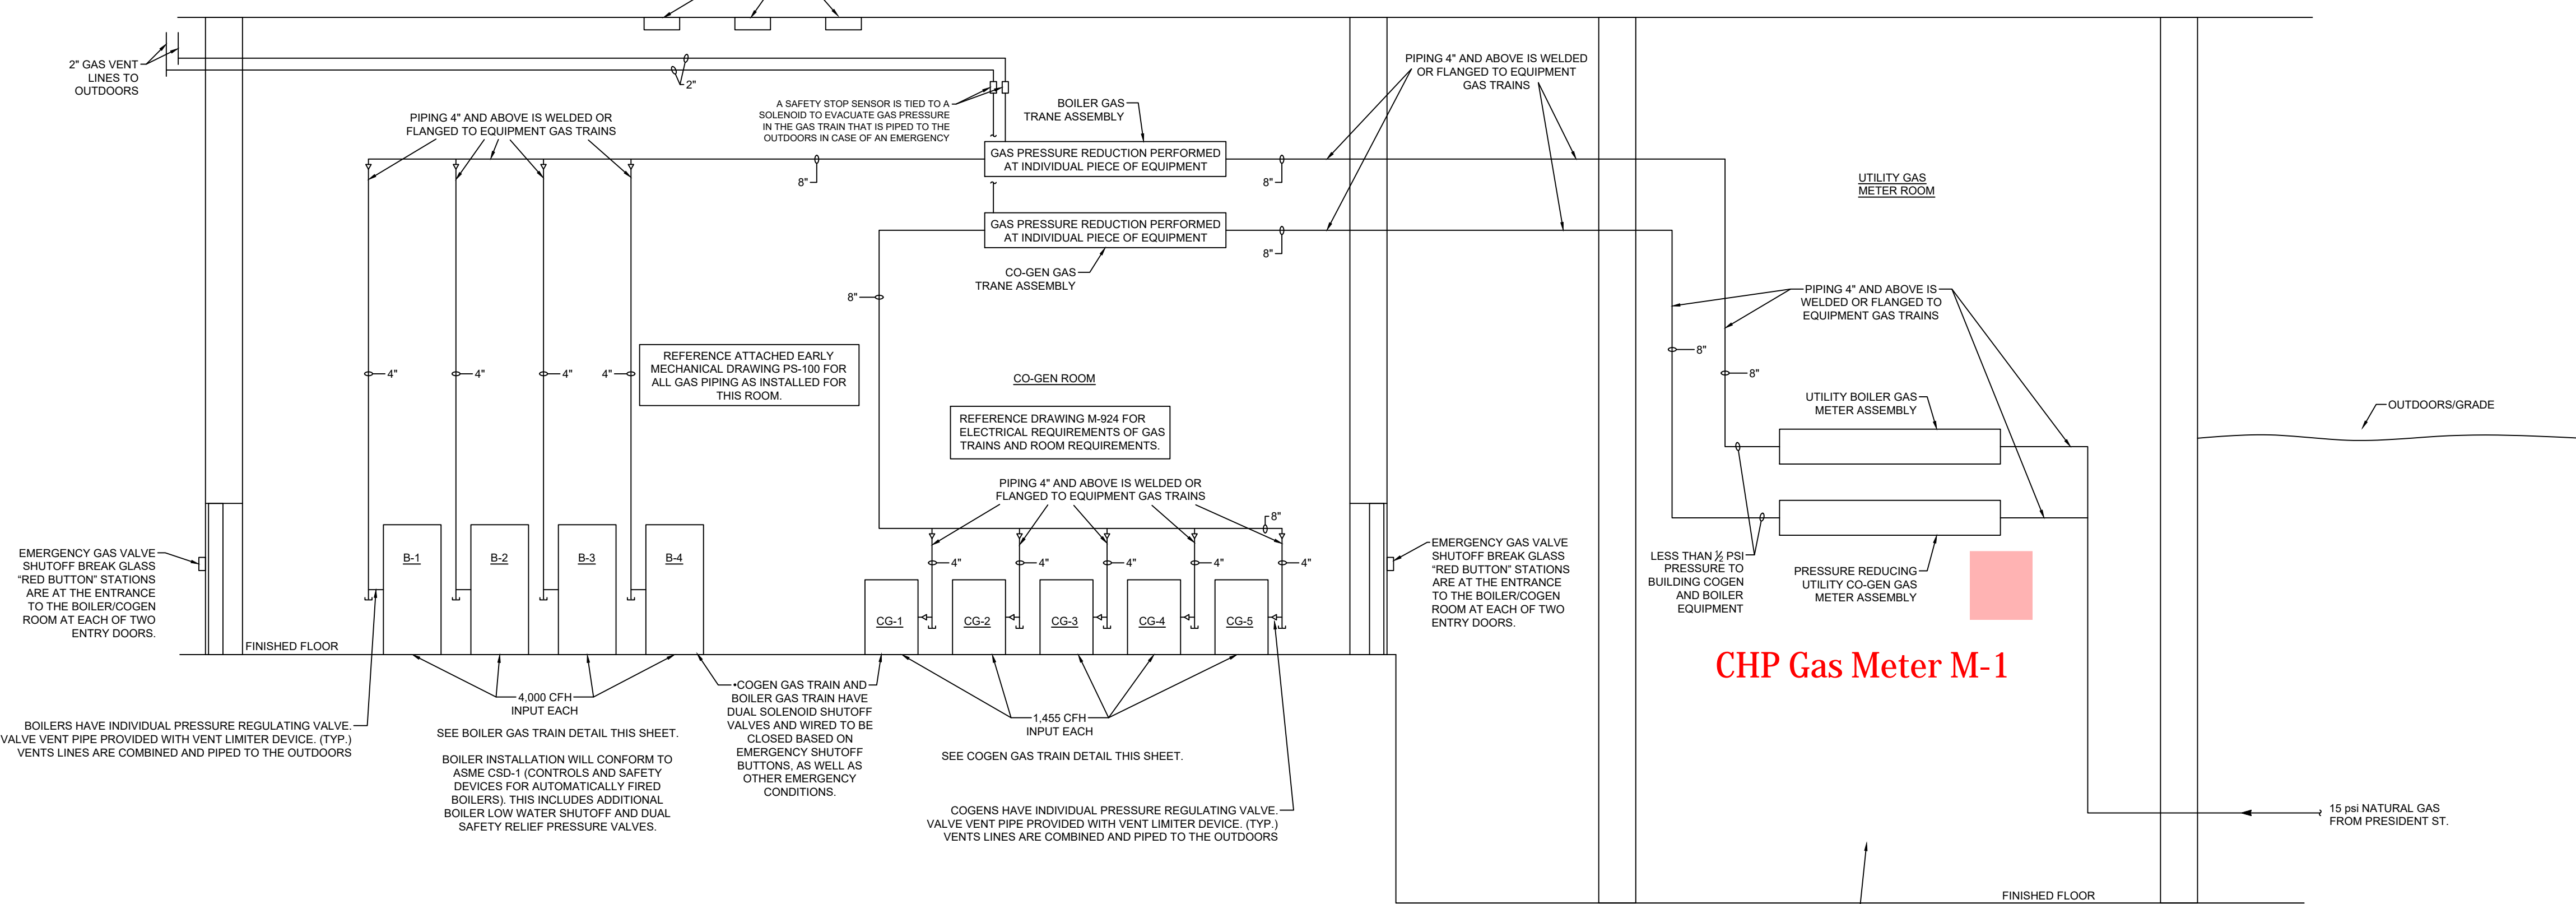 2" GAS VENT
LINES TO
OUTDOORS
2"
A SAFETY STOP SENSOR IS TIED TO A
SOLENOID TO EVACUATE GAS PRESSURE
IN THE GAS TRAIN THAT IS PIPED TO THE
OUTDOORS IN CASE OF AN EMERGENCY
BOILER GAS
TRANE ASSEMBLY
PIPING 4" AND ABOVE IS WELDED
OR FLANGED TO EQUIPMENT
GAS TRAINS
PIPING 4" AND ABOVE IS WELDED OR
FLANGED TO EQUIPMENT GAS TRAINS
GAS PRESSURE REDUCTION PERFORMED
AT INDIVIDUAL PIECE OF EQUIPMENT
8"
8"
UTILITY GAS
METER ROOM
GAS PRESSURE REDUCTION PERFORMED
AT INDIVIDUAL PIECE OF EQUIPMENT
8"
CO-GEN GAS
TRANE ASSEMBLY
8"
PIPING 4" AND ABOVE IS
WELDED OR FLANGED TO
EQUIPMENT GAS TRAINS
8"
8"
4"
4"
4"
4"
REFERENCE ATTACHED EARLY
MECHANICAL DRAWING PS-100 FOR
ALL GAS PIPING AS INSTALLED FOR
THIS ROOM.
CO-GEN ROOM
REFERENCE DRAWING M-924 FOR
ELECTRICAL REQUIREMENTS OF GAS
TRAINS AND ROOM REQUIREMENTS.
UTILITY BOILER GAS
METER ASSEMBLY
OUTDOORS/GRADE
PIPING 4" AND ABOVE IS WELDED OR
FLANGED TO EQUIPMENT GAS TRAINS
8"
EMERGENCY GAS VALVE
SHUTOFF BREAK GLASS
“RED BUTTON” STATIONS
ARE AT THE ENTRANCE
TO THE BOILER/COGEN
ROOM AT EACH OF TWO
ENTRY DOORS.
B-1
B-2
B-3
B-4
4"
4"
4"
4"
4"
CG-1
CG-2
CG-3
CG-4
CG-5
EMERGENCY GAS VALVE
SHUTOFF BREAK GLASS
“RED BUTTON” STATIONS
ARE AT THE ENTRANCE
TO THE BOILER/COGEN
ROOM AT EACH OF TWO
ENTRY DOORS.
LESS THAN ½ PSI
PRESSURE TO
BUILDING COGEN
AND BOILER
EQUIPMENT
PRESSURE REDUCING
UTILITY CO-GEN GAS
METER ASSEMBLY
FINISHED FLOOR
CHP Gas Meter M-1
BOILERS HAVE INDIVIDUAL PRESSURE REGULATING VALVE.
VALVE VENT PIPE PROVIDED WITH VENT LIMITER DEVICE. (TYP.)
VENTS LINES ARE COMBINED AND PIPED TO THE OUTDOORS
4,000 CFH
INPUT EACH
SEE BOILER GAS TRAIN DETAIL THIS SHEET.
BOILER INSTALLATION WILL CONFORM TO
ASME CSD-1 (CONTROLS AND SAFETY
DEVICES FOR AUTOMATICALLY FIRED
BOILERS). THIS INCLUDES ADDITIONAL
BOILER LOW WATER SHUTOFF AND DUAL
SAFETY RELIEF PRESSURE VALVES.
•COGEN GAS TRAIN AND
BOILER GAS TRAIN HAVE
DUAL SOLENOID SHUTOFF
VALVES AND WIRED TO BE
CLOSED BASED ON
EMERGENCY SHUTOFF
BUTTONS, AS WELL AS
OTHER EMERGENCY
CONDITIONS.
1,455 CFH
INPUT EACH
SEE COGEN GAS TRAIN DETAIL THIS SHEET.
COGENS HAVE INDIVIDUAL PRESSURE REGULATING VALVE.
VALVE VENT PIPE PROVIDED WITH VENT LIMITER DEVICE. (TYP.)
VENTS LINES ARE COMBINED AND PIPED TO THE OUTDOORS
15 psi NATURAL GAS
FROM PRESIDENT ST.
FINISHED FLOOR